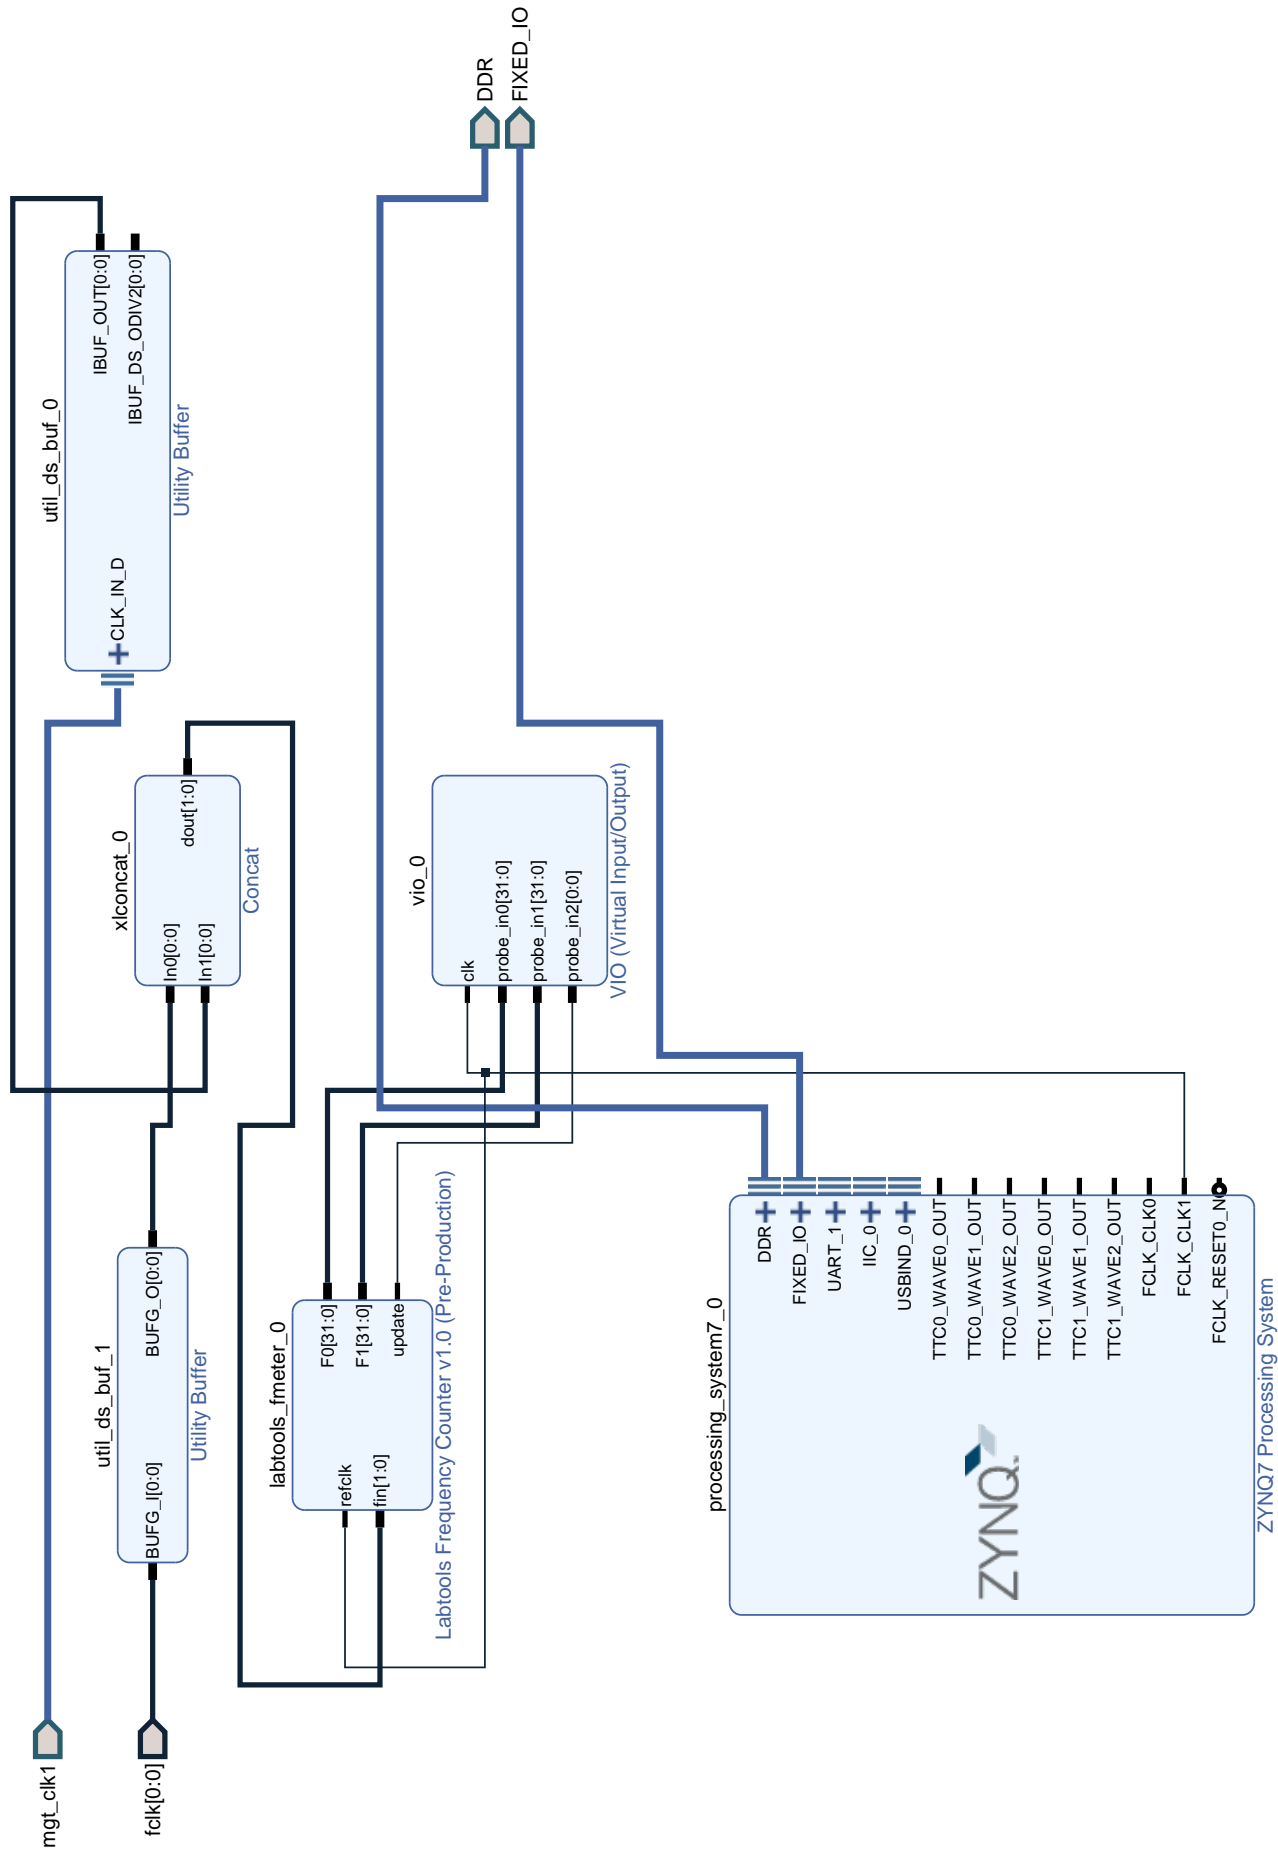 mgt_clk1
fclk[0:0]
util_ds_buf_1
BUFG_I[0:0]
BUFG_O[0:0]
Utility Buffer
xlconcat_0
In0[0:0]
In1[0:0]
dout[1:0]
Concat
util_ds_buf_0
CLK_IN_D
IBUF_OUT[0:0]
IBUF_DS_ODIV2[0:0]
Utility Buffer
labtools_fmeter_0
refclk
fin[1:0]
F0[31:0]
F1[31:0]
update
Labtools Frequency Counter v1.0 (Pre-Production)
vio_0
clk
probe_in0[31:0]
probe_in1[31:0]
probe_in2[0:0]
VIO (Virtual Input/Output)
DDR
FIXED_IO
processing_system7_0
ZYNQ.
DDR
FIXED_IO
UART_1
IIC_0
USBIND_0
TTC0_WAVE0_OUT
TTC0_WAVE1_OUT
TTC0_WAVE2_OUT
TTC1_WAVE0_OUT
TTC1_WAVE1_OUT
TTC1_WAVE2_OUT
FCLK_CLK0
FCLK_CLK1
FCLK_RESET0_N
ZYNQ7 Processing System